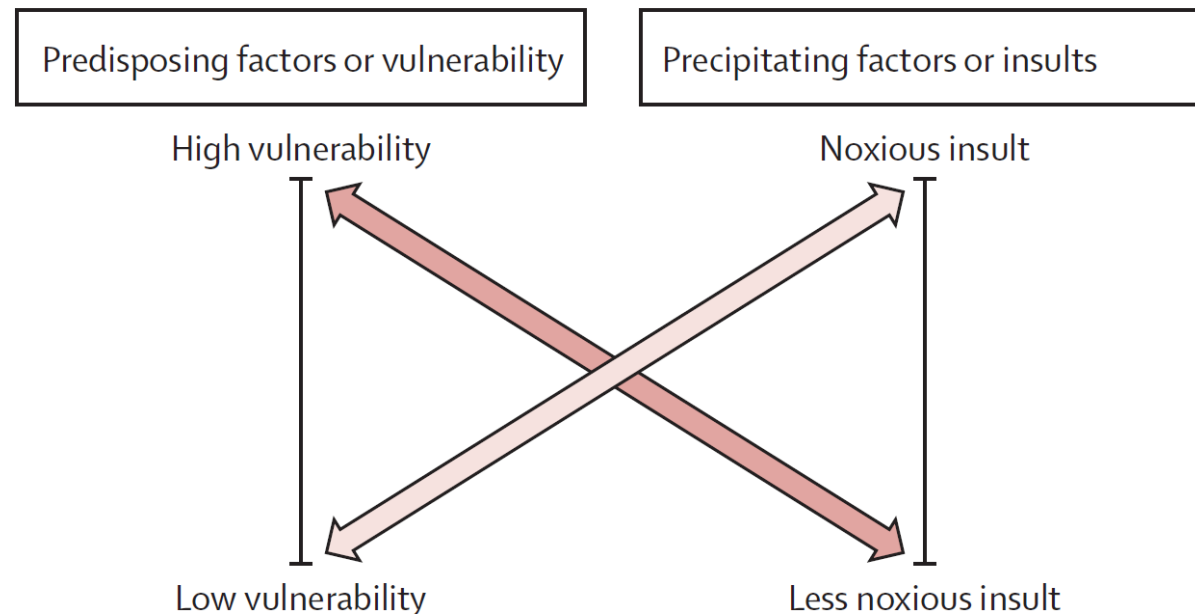 Predisposing factors or vulnerability
Precipitating factors or insults
High vulnerability
Noxious insult
Low vulnerability
Less noxious insult